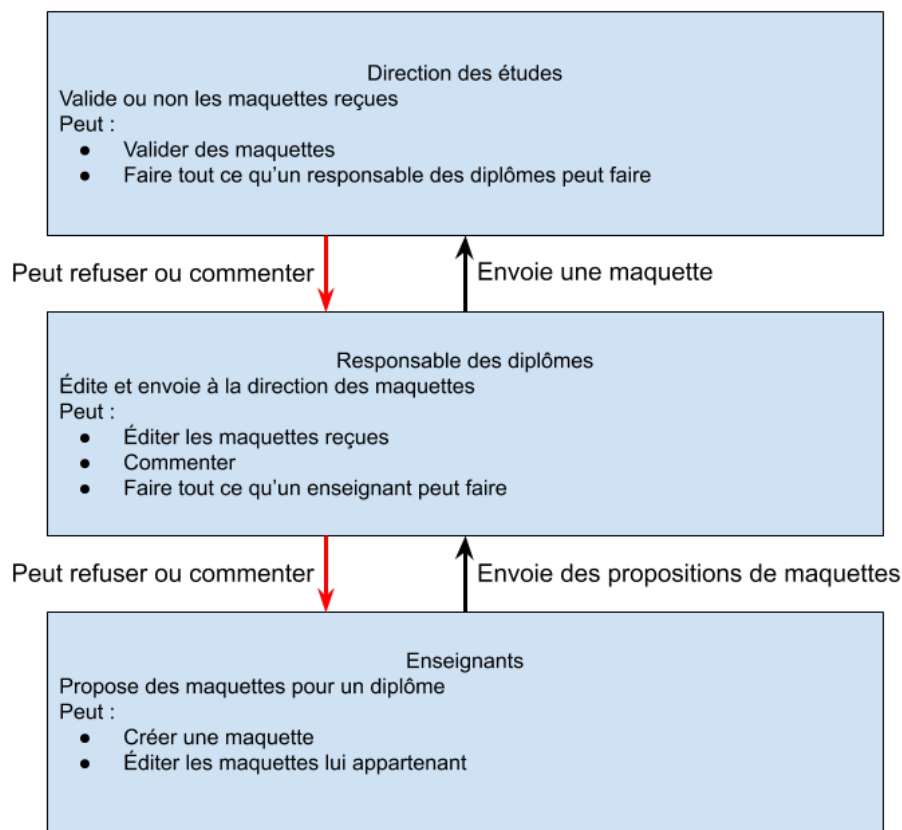 Direction des études
Valide ou non les maquettes reçues
Peut :
● Valider des maquettes
● Faire tout ce qu'un responsable des diplômes peut faire
Peut refuser ou commenter
Envoie une maquette
Responsable des diplômes
Édite et envoie à la direction des maquettes
Peut :
● Éditer les maquettes reçues
● Commenter
● Faire tout ce qu'un enseignant peut faire
Peut refuser ou commenter
Envoie des propositions de maquettes
Enseignants
Propose des maquettes pour un diplôme
Peut :
● Créer une maquette
● Éditer les maquettes lui appartenant